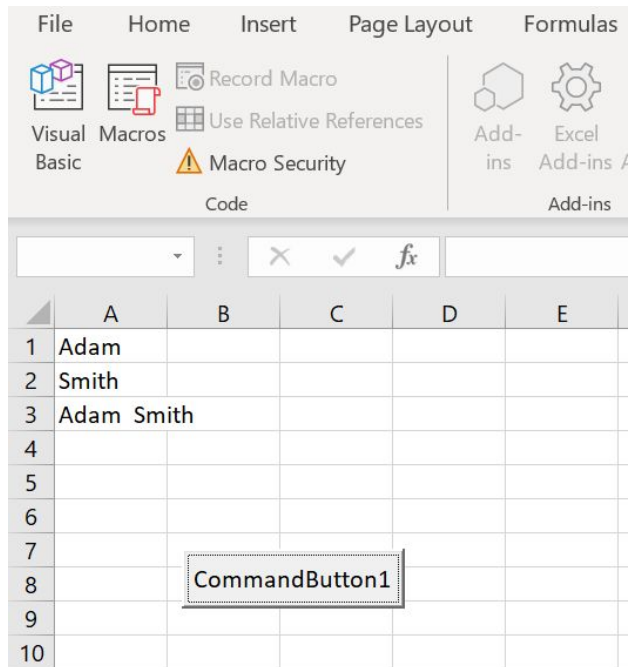 File Home Insert Page Layout Formulas
Record Macro
Use Relative References
Visual Basic
Macros
Macro Security
Code
Add-ins
Excel Add-ins A
Add-ins
fx
A B C D E
1 Adam
2 Smith
3 Adam  Smith
4
5
6
7
8 CommandButton1
9
10